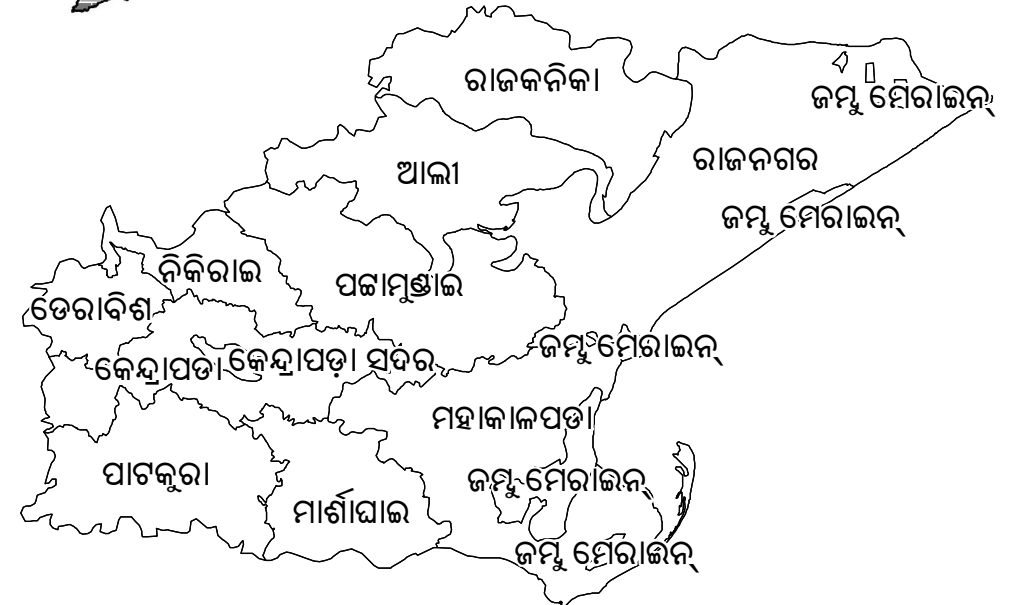 ରାଜକନିକା
ଜମ୍ବୁ ମେରାଇନ୍
ରାଜନଗର
ଆଲୀ
ଜମ୍ବୁ ମେରାଇନ୍
ନିକିରାଇ
ପଟ୍ଟାମୁଣ୍ଡାଇ
ଡେରାବିଶ
ଜମ୍ବୁ ମେରାଇନ୍
କେନ୍ଦ୍ରାପଡା
କେନ୍ଦ୍ରାପଡ଼ା ସଦର
ମହାକାଳପଡା
ପାଟକୁରା
ଜମ୍ବୁ ମେରାଇନ୍
ମାର୍ଶାଘାଇ
ଜମ୍ବୁ ମେରାଇନ୍